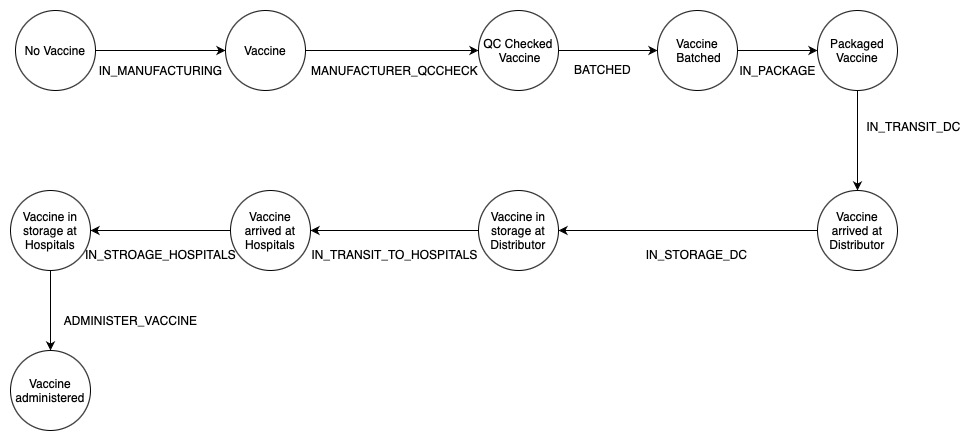 No Vaccine
IN_MANUFACTURING
Vaccine
MANUFACTURER_QCCHECK
QC Checked
Vaccine
BATCHED
Vaccine
Batched
IN_PACKAGE
Packaged
Vaccine
IN_TRANSIT_DC
Vaccine
arrived at
Distributor
IN_STORAGE_DC
Vaccine in
storage at
Distributor
IN_TRANSIT_TO_HOSPITALS
Vaccine
arrived at
Hospitals
IN_STROAGE_HOSPITALS
Vaccine in
storage at
Hospitals
ADMINISTER_VACCINE
Vaccine
administered